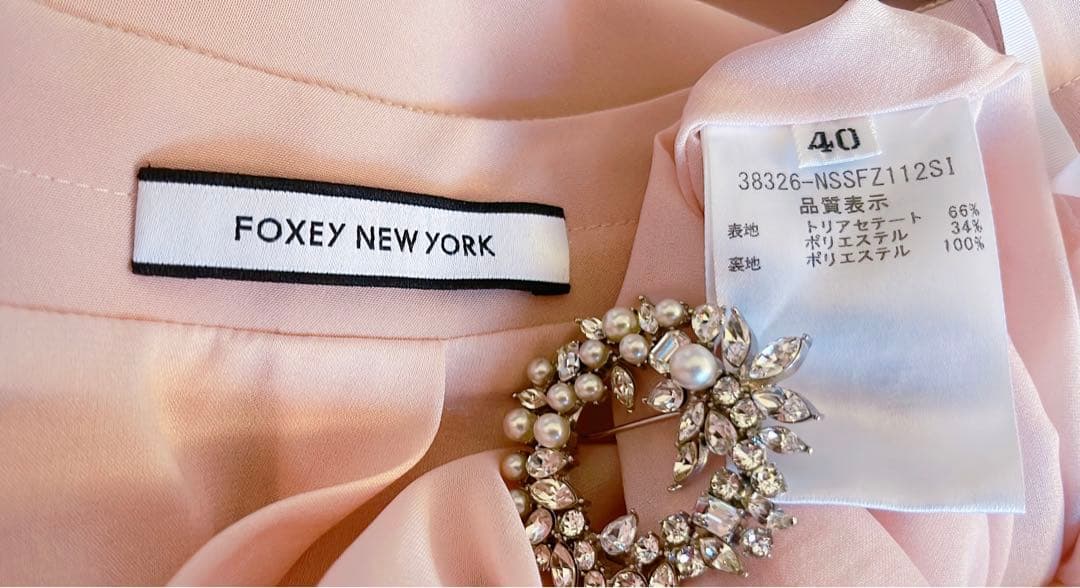 FOXEY NEW YORK
40
38326-NSSFZ112SI
品質表示
表地 トリアセテート 66%
ポリエステル 34%
裏地 ポリエステル 100%